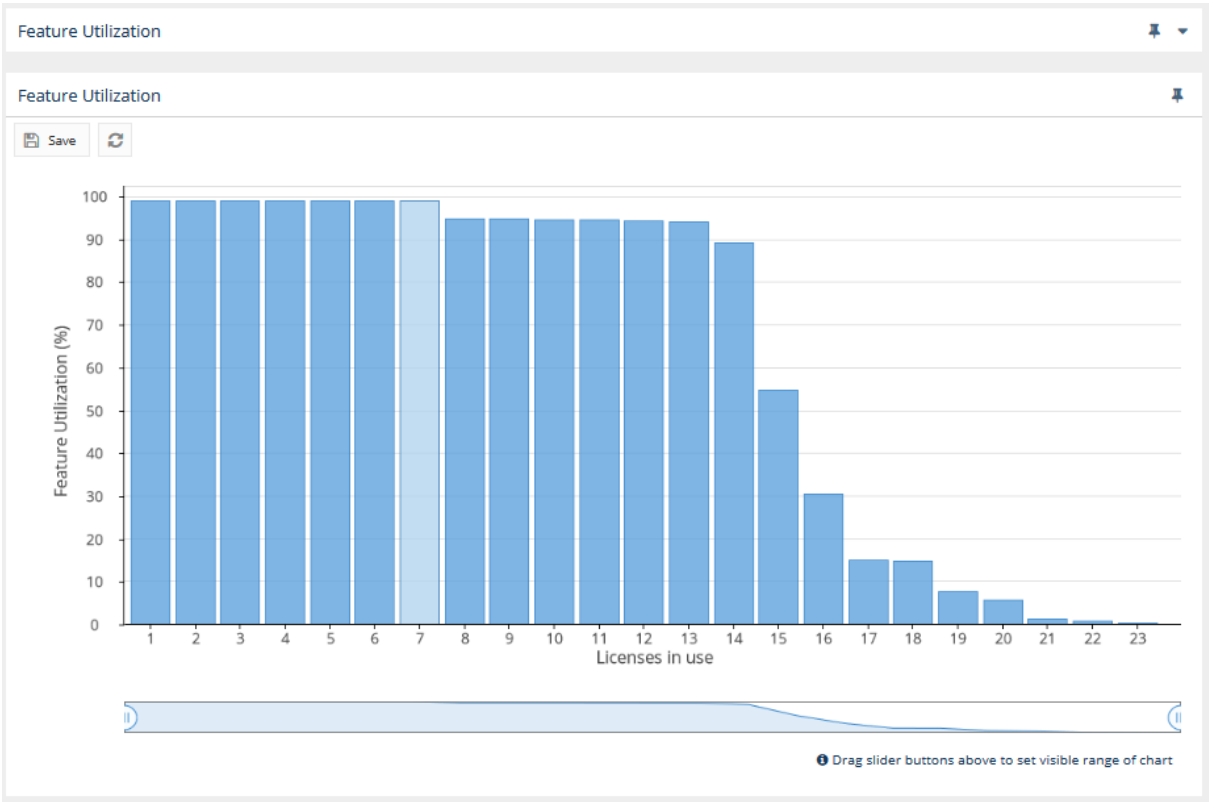 Feature Utilization
Feature Utilization
Save
100
90
80
70
60
50
40
30
20
10
0
Feature Utilization (%)
1 2 3 4 5 6 7 8 9 10 11 12 13 14 15 16 17 18 19 20 21 22 23
Licenses in use
Drag slider buttons above to set visible range of chart